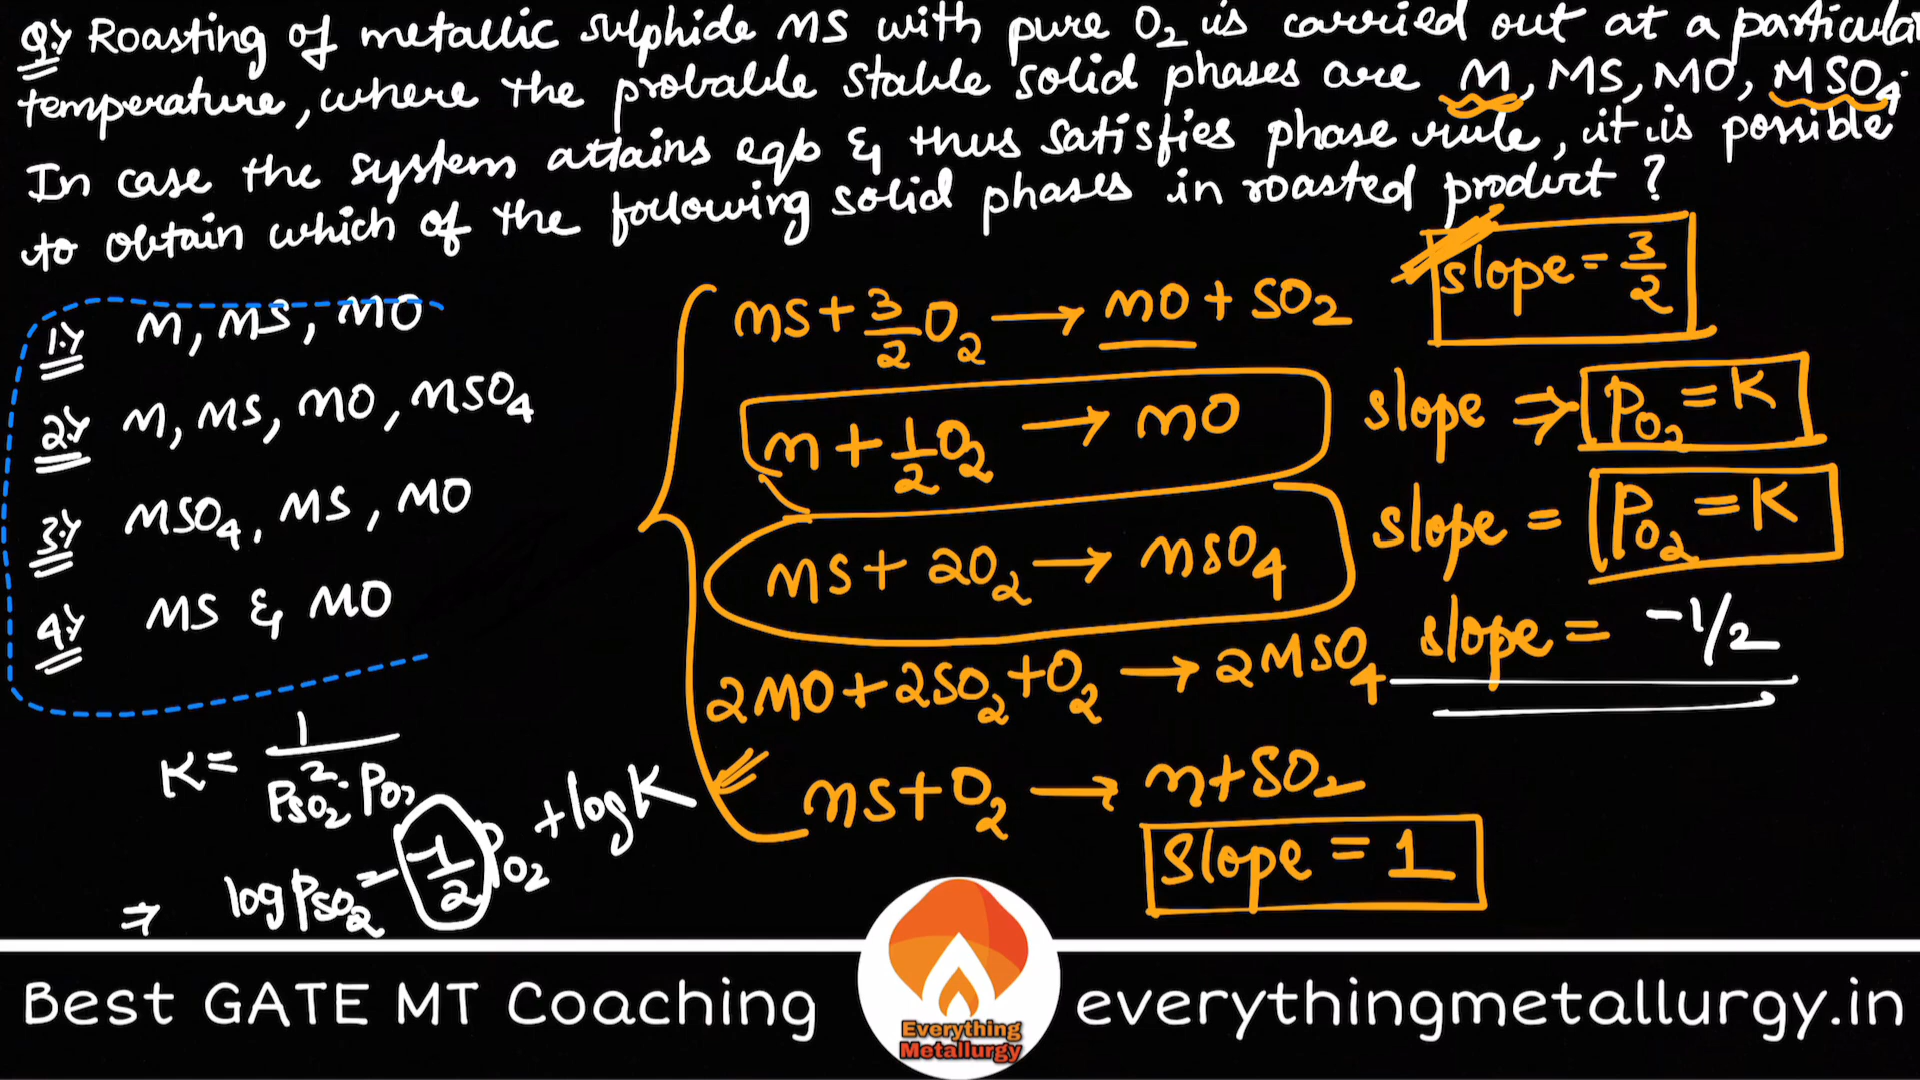 Q.) Roasting of metallic sulphide MS with pure O₂ is carried out at a particular
temperature, where the probable stable solid phases are M, MS, MO, MSO₄.
In case the system attains eqb & thus satisfies phase rule, it is possible
to obtain which of the following solid phases in roasted product?
1.) M, MS, MO
2.) M, MS, MO, MSO₄
3.) MSO₄, MS, MO
4.) MS & MO
K = 1 / P²SO₂ · PO₂
⇒ log PSO₂ = -1/2 PO₂ + log K
MS + 3/2 O₂ → MO + SO₂
slope = 3/2
M + 1/2 O₂ → MO
slope ⇒ PO₂ = K
MS + 2O₂ → MSO₄
slope = PO₂ = K
2MO + 2SO₂ + O₂ → 2MSO₄
slope = -1/2
MS + O₂ → M + SO₂
Slope = 1
Best GATE MT Coaching
Everything
Metallurgy
everythingmetallurgy.in